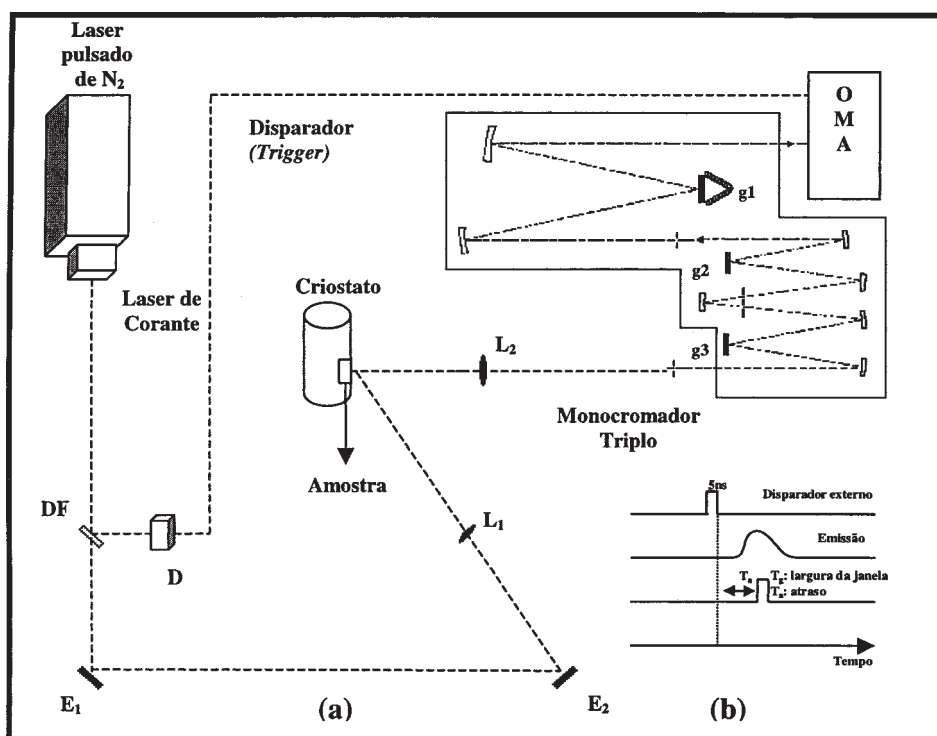 Laser
pulsado
de N₂
O
M
A
Disparador
(Trigger)
g1
g2
g3
Laser de
Corante
Criostato
L₂
Monocromador
Triplo
Amostra
DF
D
L₁
E₁
E₂
(a)
5ns
Disparador externo
Emissão
Tₐ
T_g: largura da janela
Tₐ: atraso
Tempo
(b)